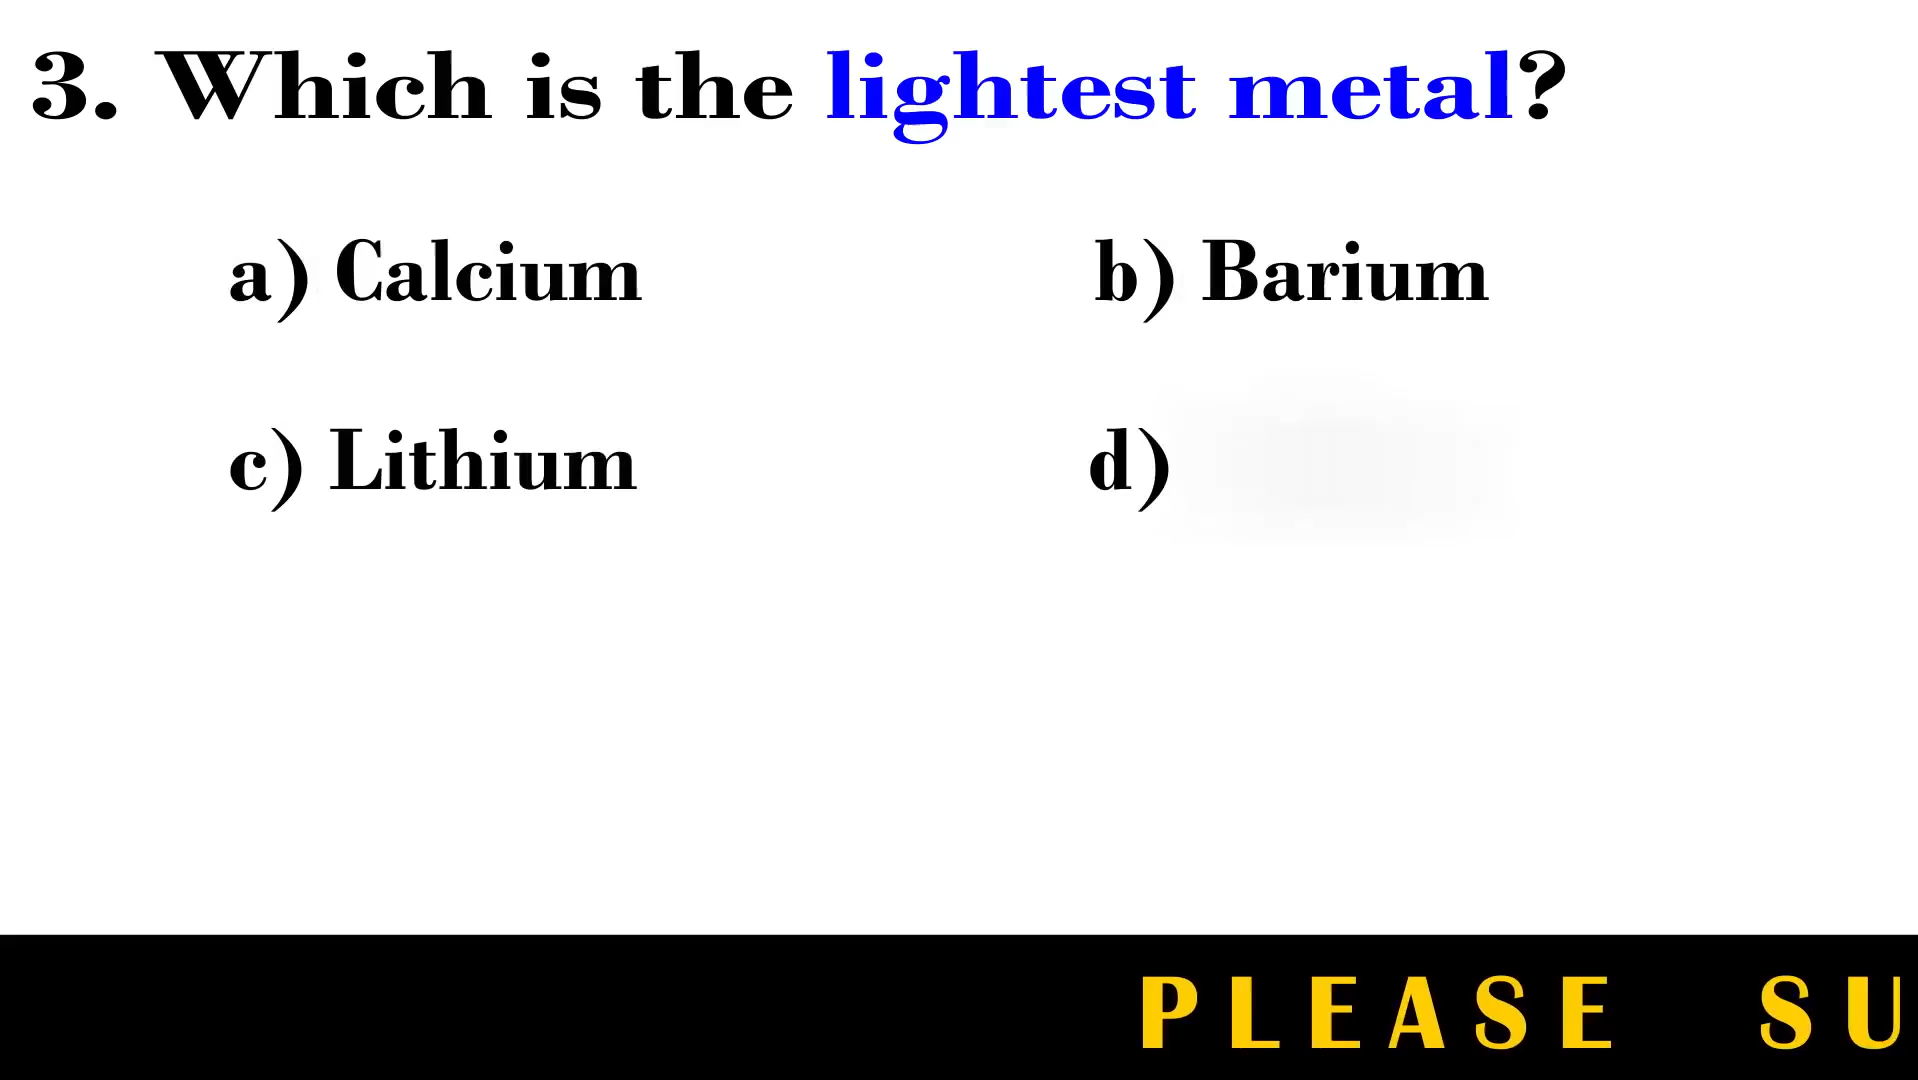 3. Which is the lightest metal?
a) Calcium b) Barium
c) Lithium d)
PLEASE SU